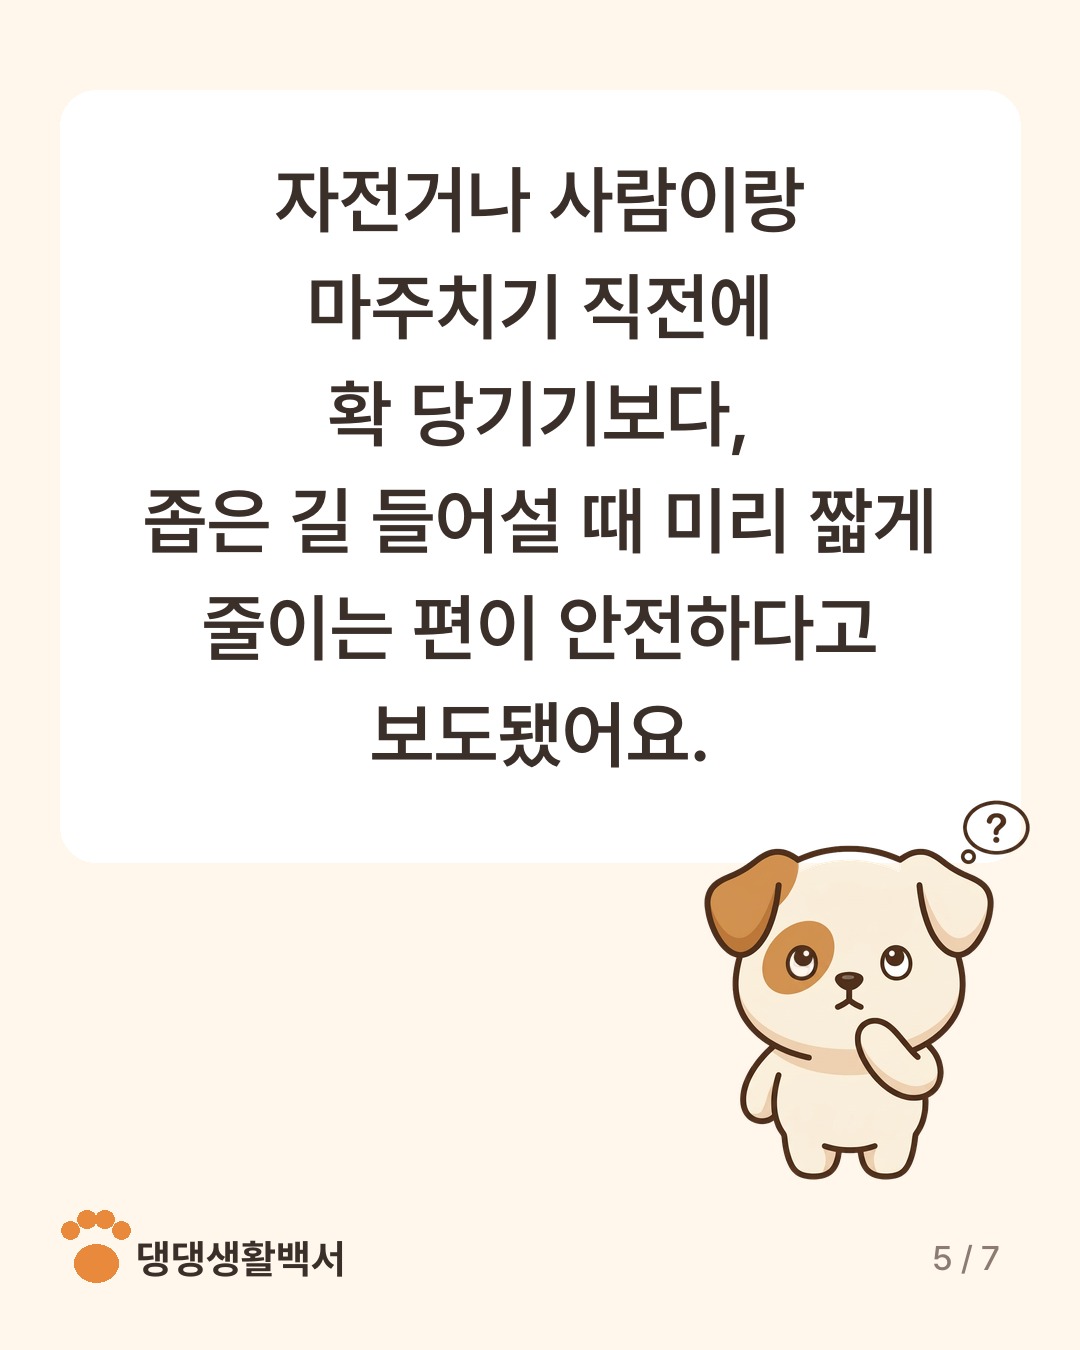 자전거나 사람이랑
마주치기 직전에
확 당기기보다,
좁은 길 들어설 때 미리 짧게
줄이는 편이 안전하다고
보도됐어요.
?
댕댕생활백서
5 / 7